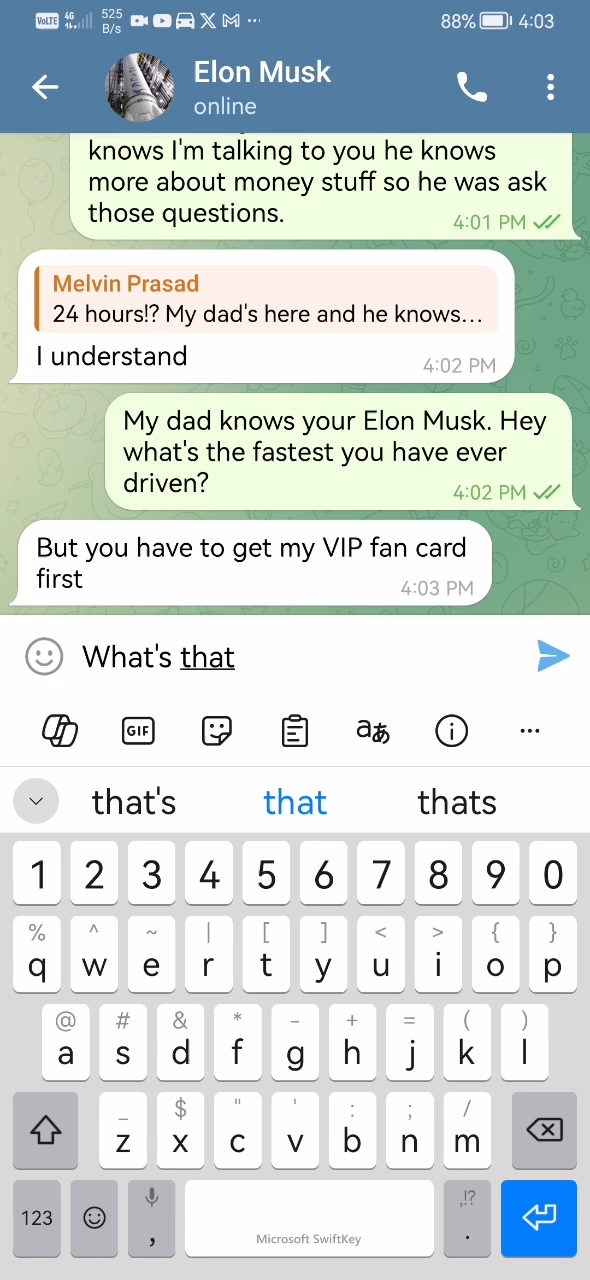 VoLTE 4G 525 B/s 88% 4:03
Elon Musk
online
knows I'm talking to you he knows
more about money stuff so he was ask
those questions.
4:01 PM
Melvin Prasad
24 hours!? My dad's here and he knows...
I understand
4:02 PM
My dad knows your Elon Musk. Hey
what's the fastest you have ever
driven?
4:02 PM
But you have to get my VIP fan card
first
4:03 PM
What's that
GIF aあ
that's that thats
1 2 3 4 5 6 7 8 9 0
% ^ ~ | [ ] < > { }
q w e r t y u i o p
@ # & * - + = ( )
a s d f g h j k l
_ $ " ' : ; /
z x c v b n m
123 , Microsoft SwiftKey ,!? .